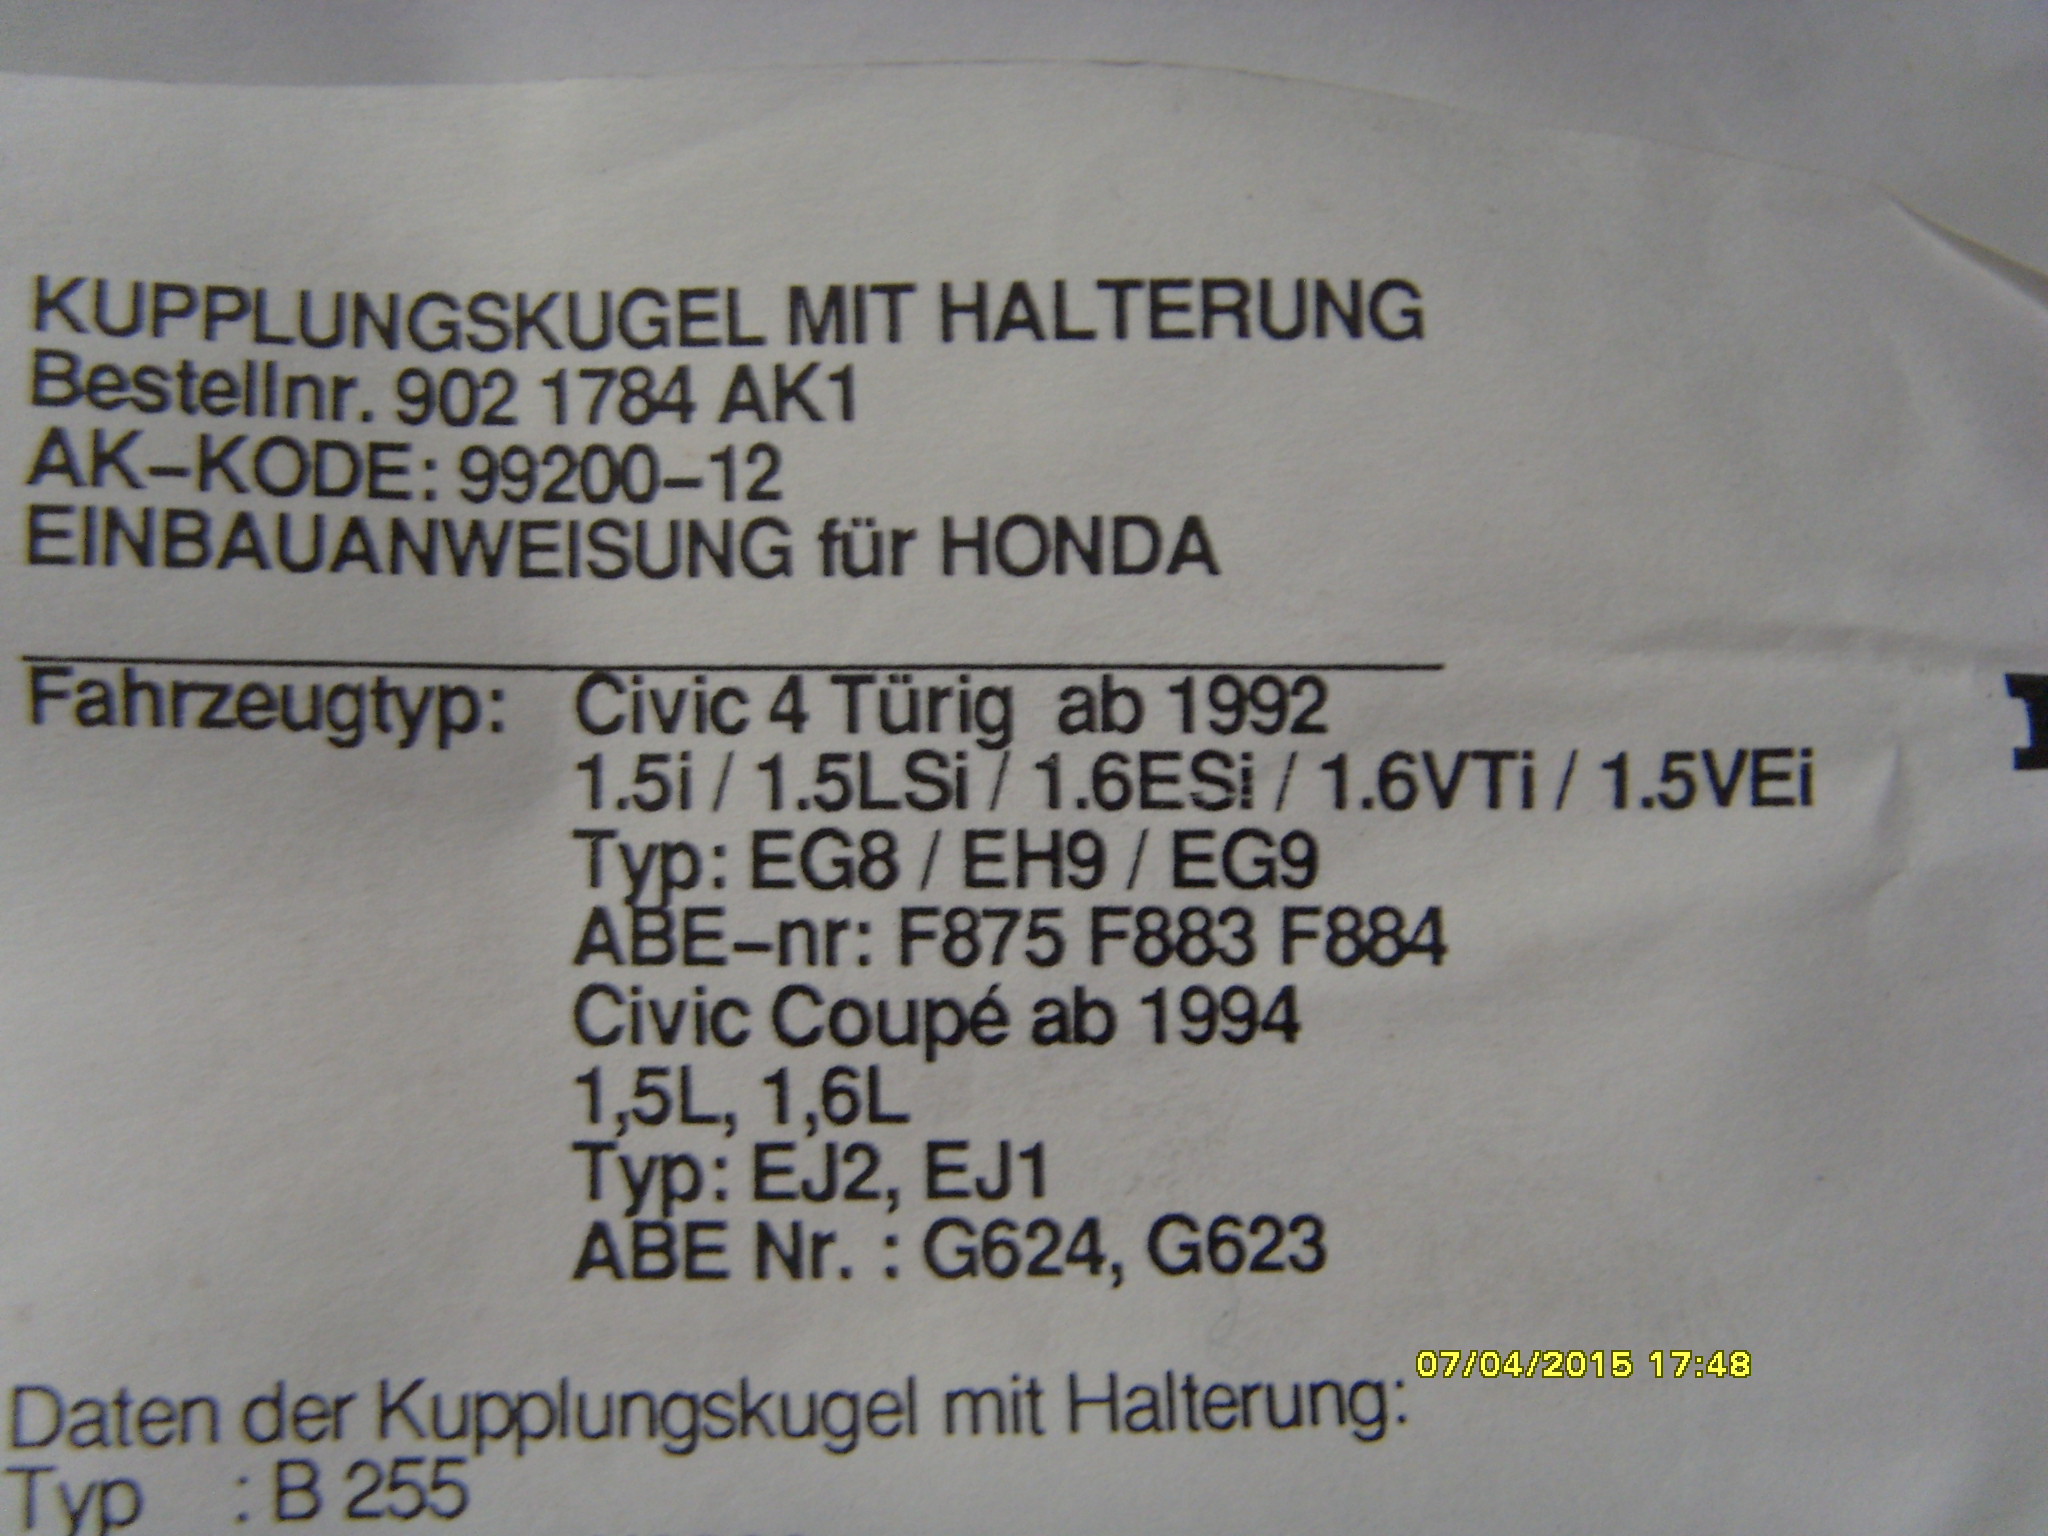 KUPPLUNGSKUGEL MIT HALTERUNG
Bestellnr. 902 1784 AK1
AK-KODE: 99200-12
EINBAUANWEISUNG für HONDA
Fahrzeugtyp: Civic 4 Türig ab 1992
1.5i / 1.5LSi / 1.6ESi / 1.6VTi / 1.5VEi
Typ: EG8 / EH9 / EG9
ABE-nr: F875 F883 F884
Civic Coupé ab 1994
1,5L, 1,6L
Typ: EJ2, EJ1
ABE Nr. : G624, G623
07/04/2015 17:48
Daten der Kupplungskugel mit Halterung:
Typ : B 255